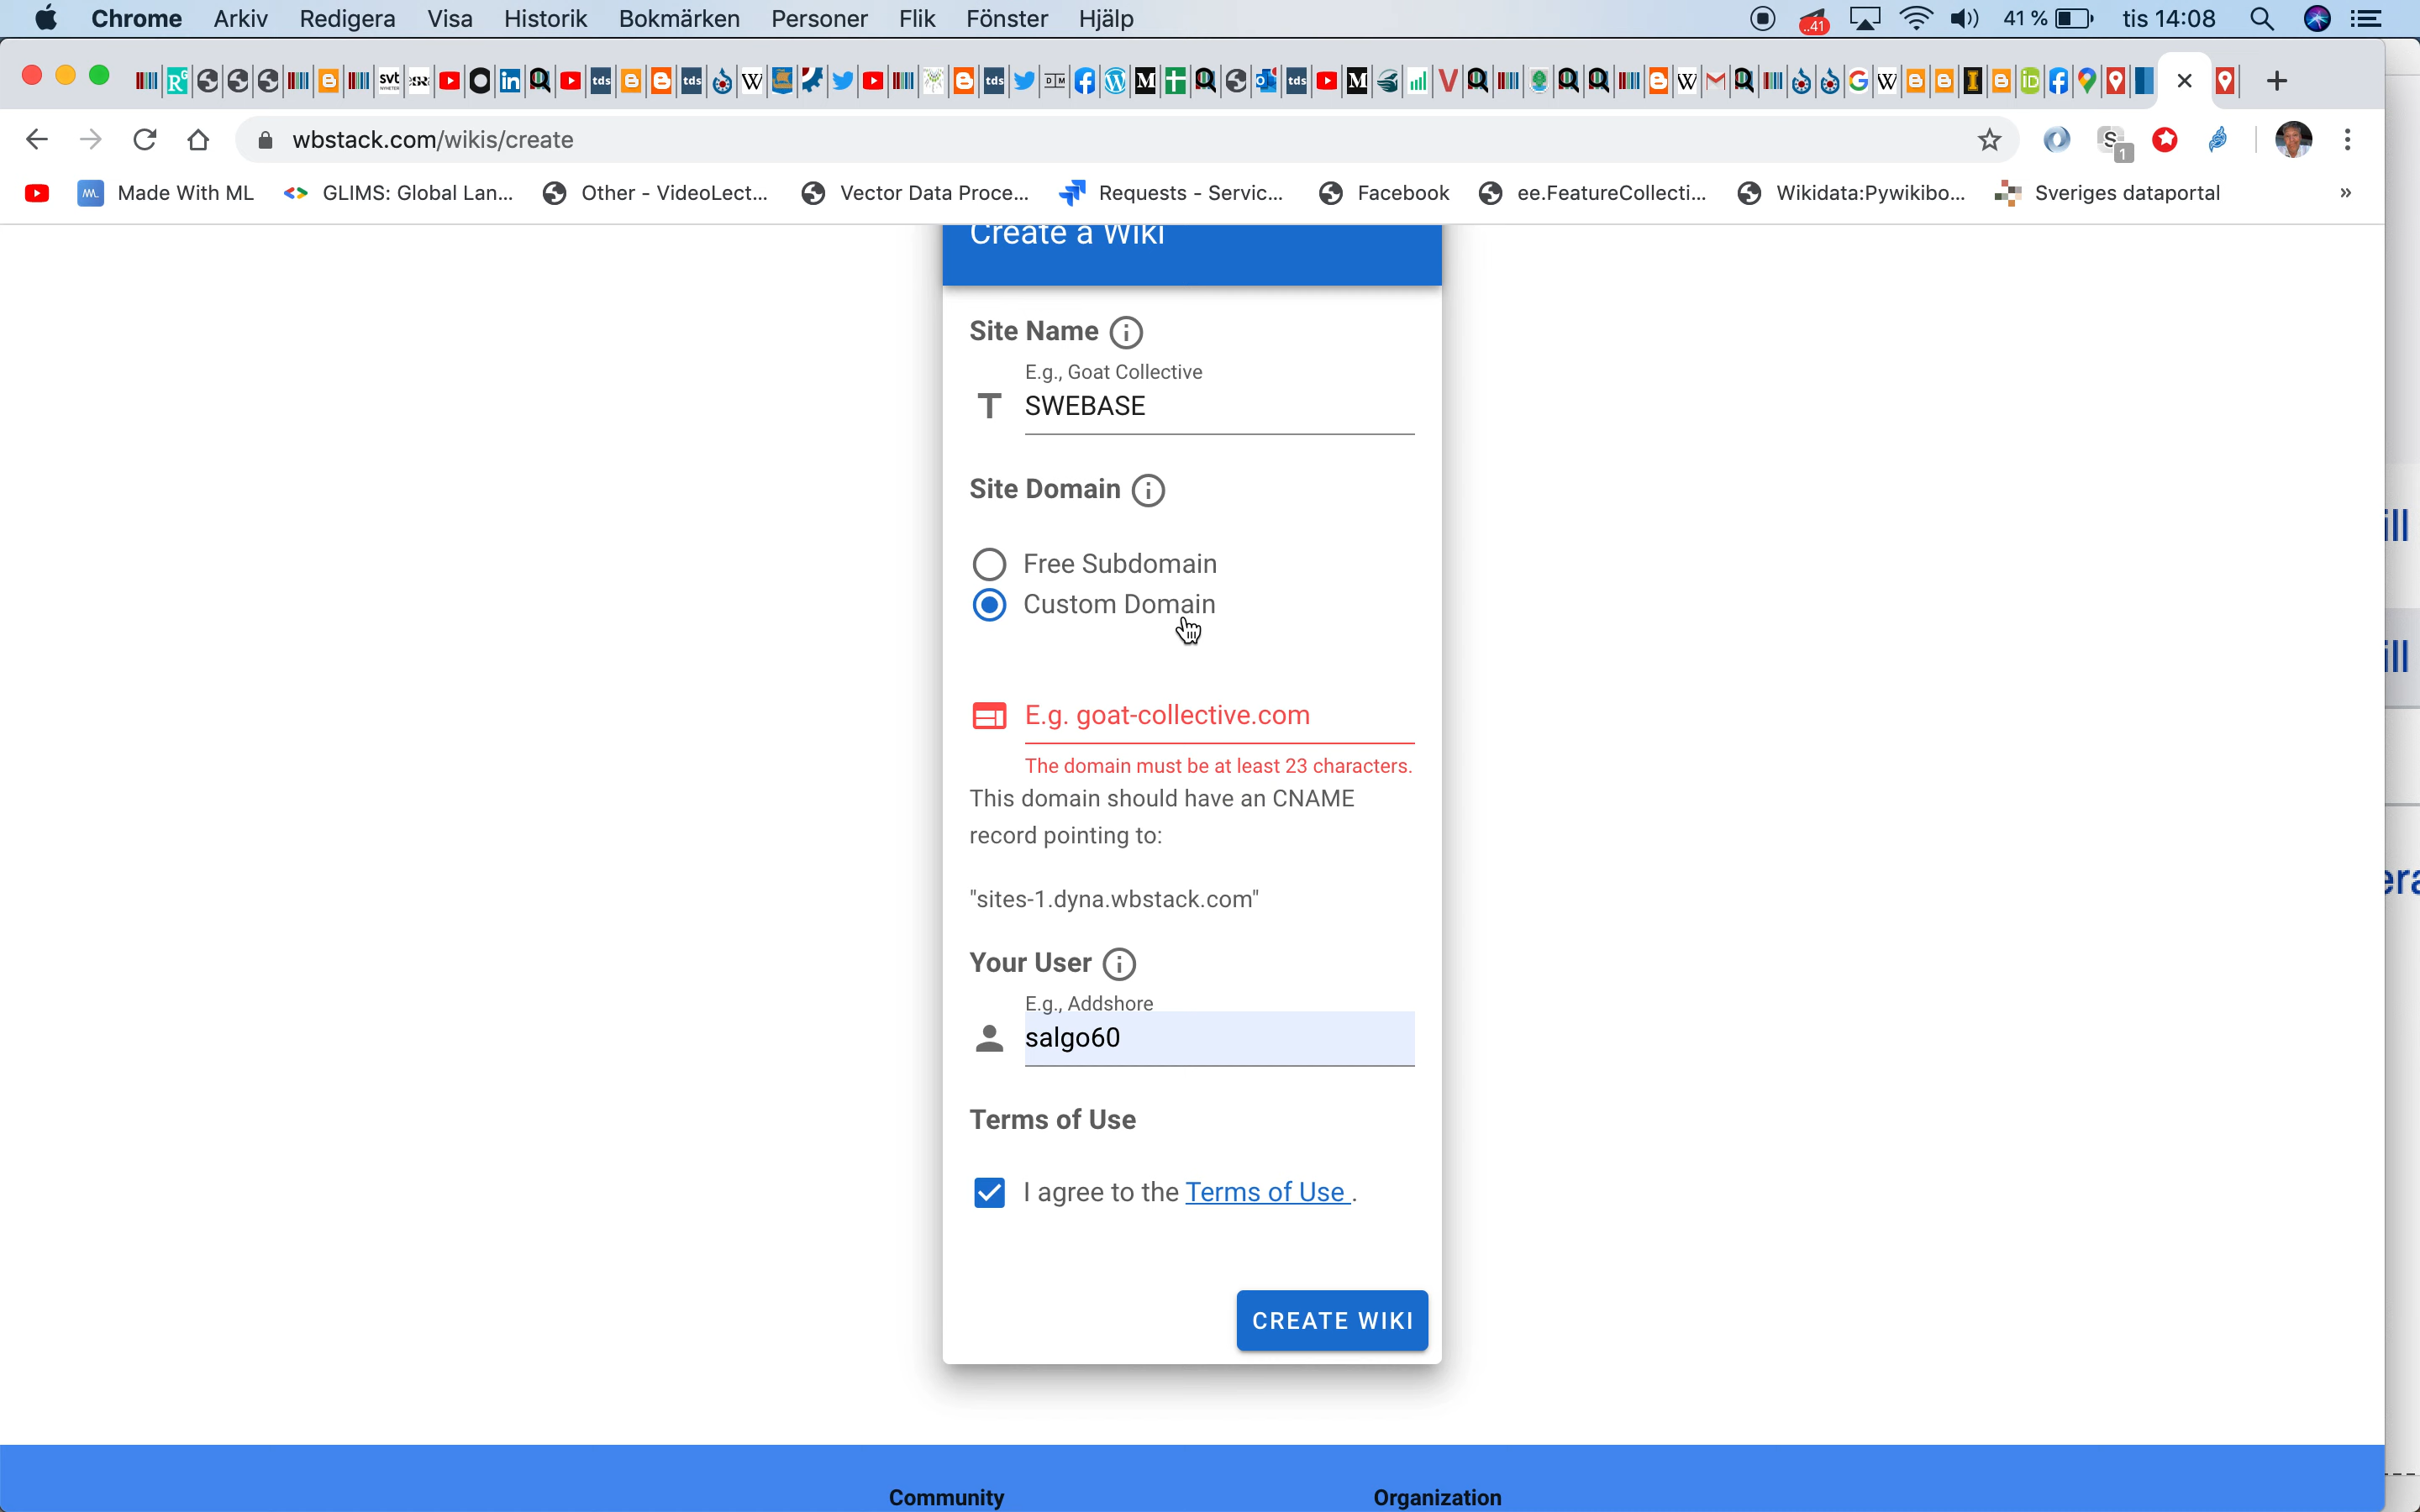 Chrome Arkiv Redigera Visa Historik Bokmärken Personer Flik Fönster Hjälp ..41 41 % tis 14:08
wbstack.com/wikis/create
Made With ML GLIMS: Global Lan... Other - VideoLect... Vector Data Proce... Requests - Servic... Facebook ee.FeatureCollecti... Wikidata:Pywikibo... Sveriges dataportal »
Create a Wiki
Site Name
E.g., Goat Collective
SWEBASE
Site Domain
Free Subdomain
Custom Domain
E.g. goat-collective.com
The domain must be at least 23 characters.
This domain should have an CNAME
record pointing to:
"sites-1.dyna.wbstack.com"
Your User
E.g., Addshore
salgo60
Terms of Use
I agree to the Terms of Use .
CREATE WIKI
Community Organization